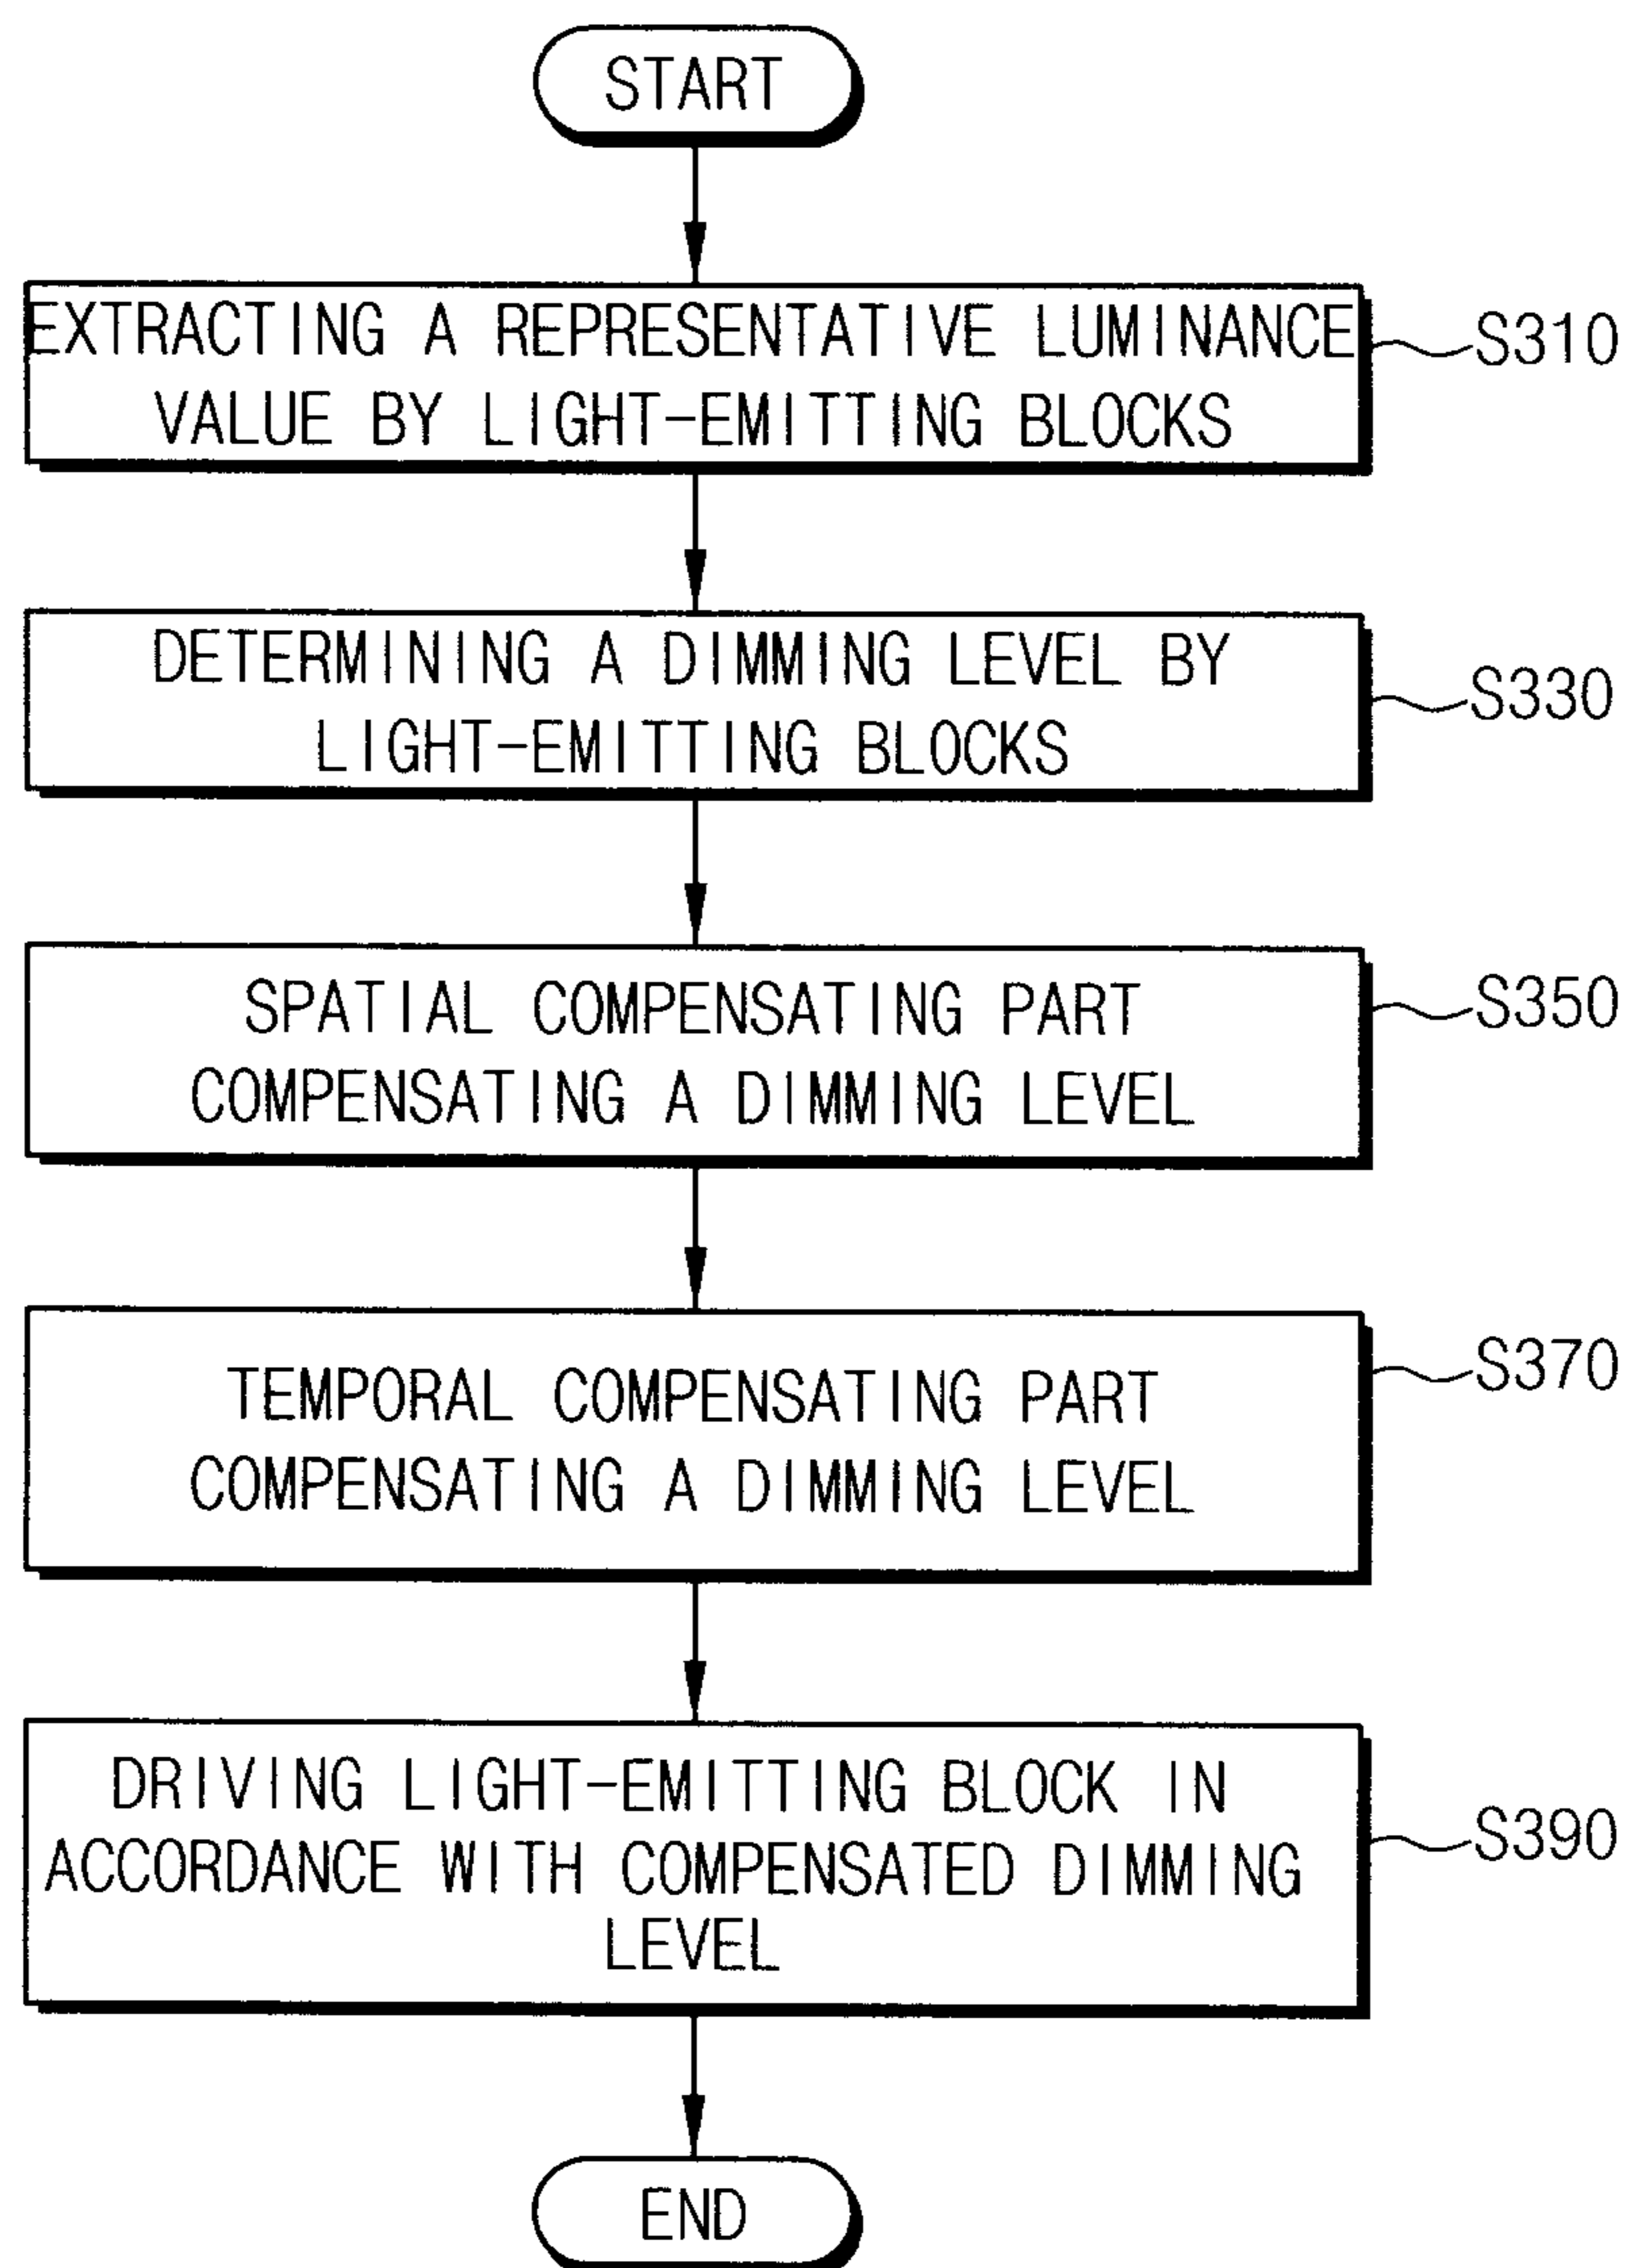 START
EXTRACTING A REPRESENTATIVE LUMINANCE
VALUE BY LIGHT-EMITTING BLOCKS
S310
DETERMINING A DIMMING LEVEL BY
LIGHT-EMITTING BLOCKS
S330
SPATIAL COMPENSATING PART
COMPENSATING A DIMMING LEVEL
S350
TEMPORAL COMPENSATING PART
COMPENSATING A DIMMING LEVEL
S370
DRIVING LIGHT-EMITTING BLOCK IN
ACCORDANCE WITH COMPENSATED DIMMING
LEVEL
S390
END